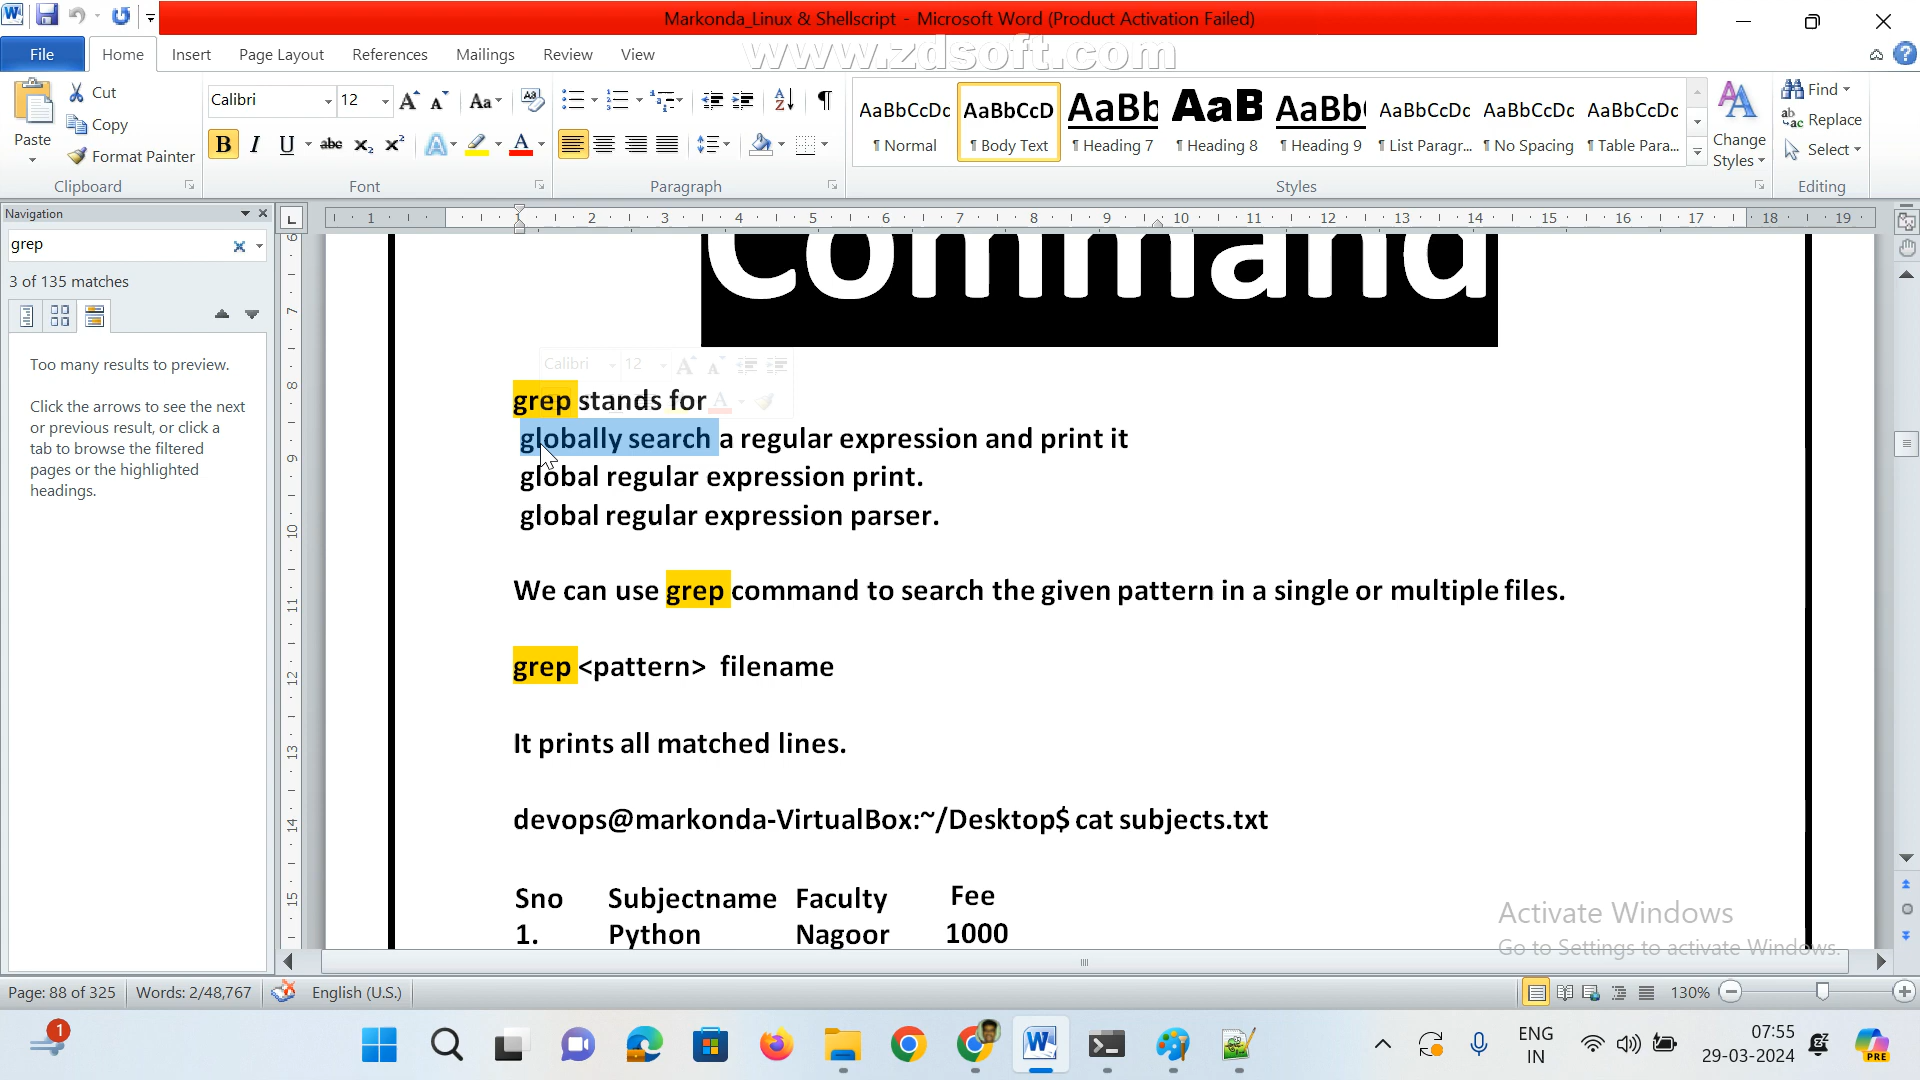 Markonda_Linux & Shellscript - Microsoft Word (Product Activation Failed)
www.zdsoft.com
File Home Insert Page Layout References Mailings Review View
Paste
Cut
Copy
Format Painter
Clipboard
Calibri 12
Font
Paragraph
AaBbCcDc AaBbCcD AaBb AaB AaBb( AaBbCcDc AaBbCcDc AaBbCcDc
¶ Normal ¶ Body Text ¶ Heading 7 ¶ Heading 8 ¶ Heading 9 ¶ List Paragr... ¶ No Spacing ¶ Table Para...
Change Styles
Styles
Find
Replace
Select
Editing
Navigation
grep
3 of 135 matches
Too many results to preview.
Click the arrows to see the next
or previous result, or click a
tab to browse the filtered
pages or the highlighted
headings.
Command
Calibri 12
grep stands for
globally search a regular expression and print it
global regular expression print.
global regular expression parser.
We can use grep command to search the given pattern in a single or multiple files.
grep <pattern> filename
It prints all matched lines.
devops@markonda-VirtualBox:~/Desktop$ cat subjects.txt
Sno Subjectname Faculty Fee
1. Python Nagoor 1000
Activate Windows
Go to Settings to activate Windows.
Page: 88 of 325 Words: 2/48,767 English (U.S.) 130%
1
ENG
IN
07:55
29-03-2024
PRE